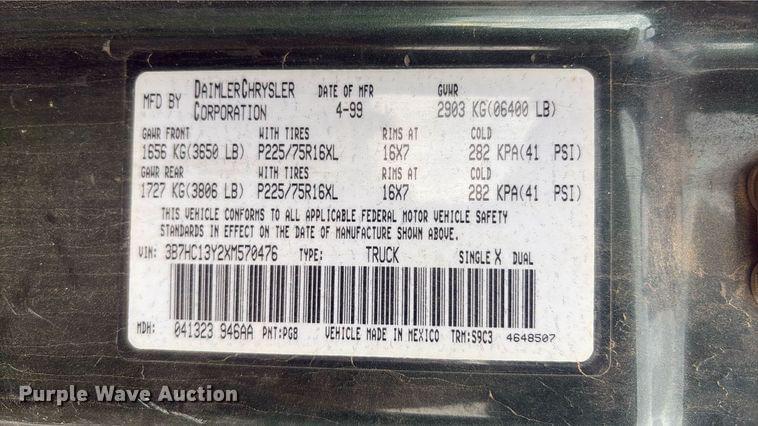 MFD BY DAIMLERCHRYSLER CORPORATION DATE OF MFR 4-99 GVWR 2903 KG(06400 LB)
GAWR FRONT WITH TIRES RIMS AT COLD
1656 KG(3650 LB) P225/75R16XL 16X7 282 KPA(41 PSI)
GAWR REAR WITH TIRES RIMS AT COLD
1727 KG(3806 LB) P225/75R16XL 16X7 282 KPA(41 PSI)
THIS VEHICLE CONFORMS TO ALL APPLICABLE FEDERAL MOTOR VEHICLE SAFETY
STANDARDS IN EFFECT ON THE DATE OF MANUFACTURE SHOWN ABOVE.
VIN: 3B7HC13Y2XM570476 TYPE: TRUCK SINGLE X DUAL
MDH: 041323 946AA PNT:PGB VEHICLE MADE IN MEXICO TRM:S9C3 4648507
Purple Wave Auction